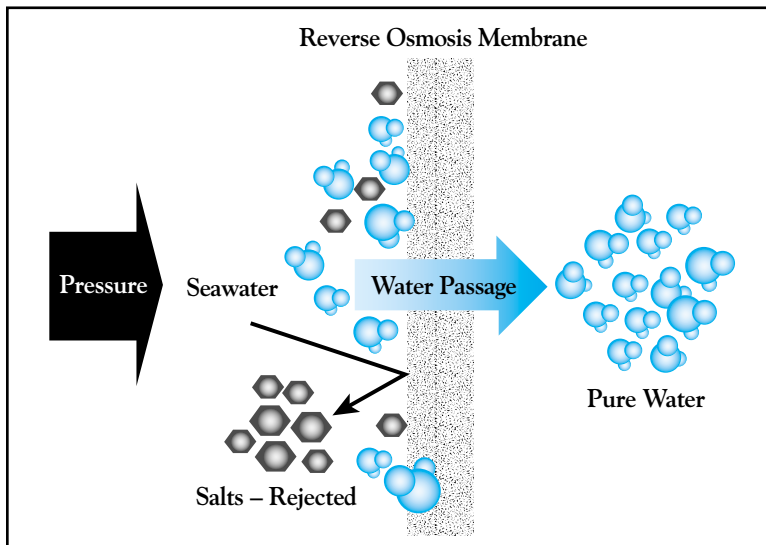 Reverse Osmosis Membrane
Pressure
Seawater
Water Passage
Pure Water
Salts – Rejected